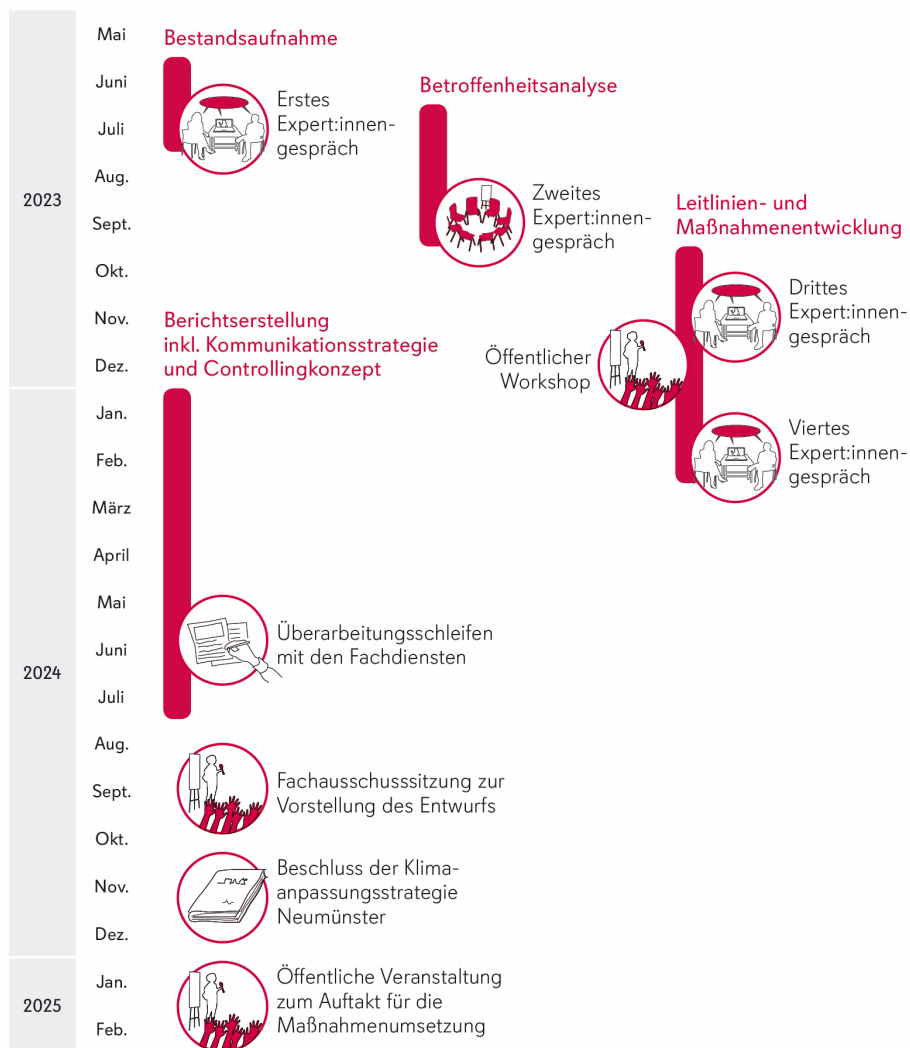 2023
Mai
Juni
Juli
Aug.
Sept.
Okt.
Nov.
Dez.
2024
Jan.
Feb.
März
April
Mai
Juni
Juli
Aug.
Sept.
Okt.
Nov.
Dez.
2025
Jan.
Feb.
Bestandsaufnahme
Erstes
Expert:innen-
gespräch
Betroffenheitsanalyse
Zweites
Expert:innen-
gespräch
Leitlinien- und
Maßnahmenentwicklung
Drittes
Expert:innen-
gespräch
Öffentlicher
Workshop
Viertes
Expert:innen-
gespräch
Berichtserstellung
inkl. Kommunikationsstrategie
und Controllingkonzept
Überarbeitungsschleifen
mit den Fachdiensten
Fachausschusssitzung zur
Vorstellung des Entwurfs
Beschluss der Klima-
anpassungsstrategie
Neumünster
Öffentliche Veranstaltung
zum Auftakt für die
Maßnahmenumsetzung